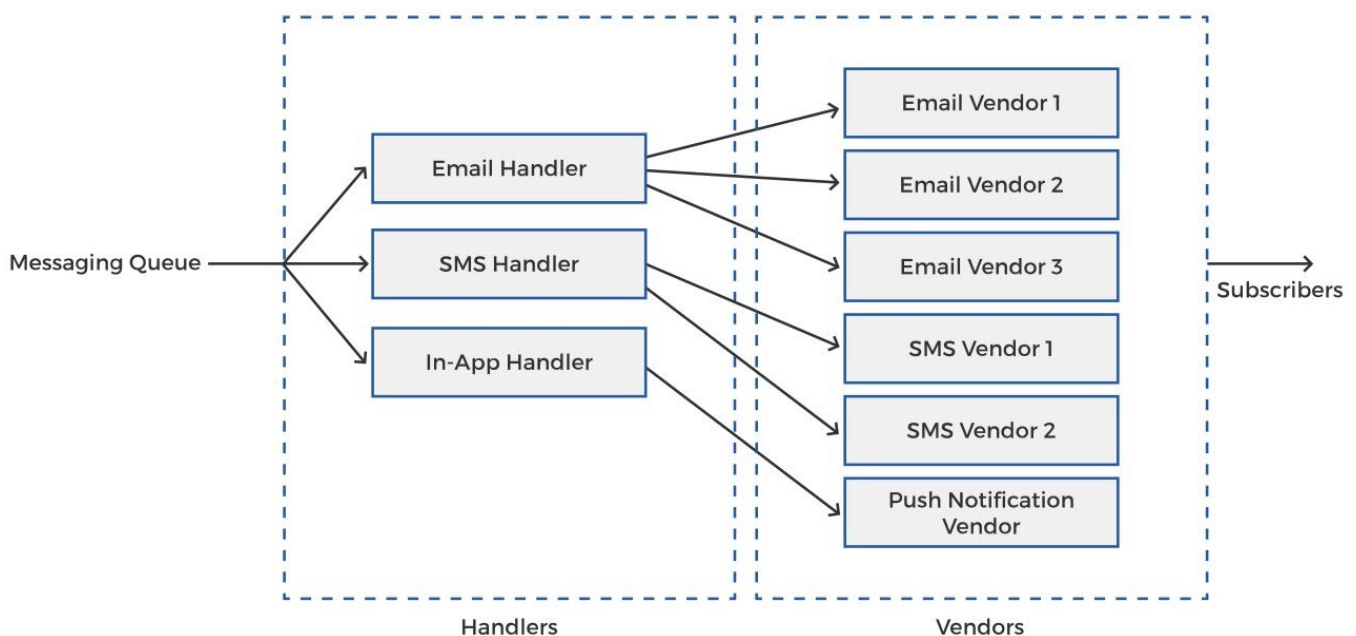 Messaging Queue
Email Handler
SMS Handler
In-App Handler
Handlers
Email Vendor 1
Email Vendor 2
Email Vendor 3
SMS Vendor 1
SMS Vendor 2
Push Notification
Vendor
Vendors
Subscribers